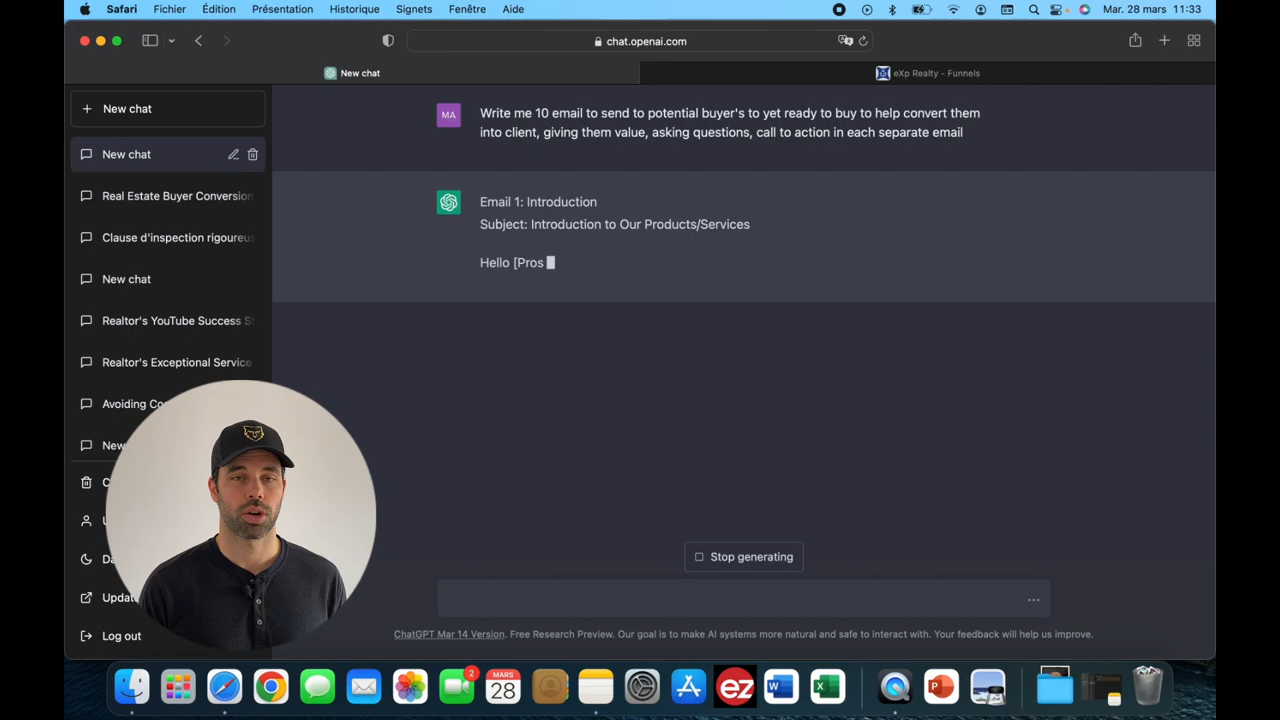 Safari Fichier Édition Présentation Historique Signets Fenêtre Aide Mar. 28 mars 11:33
chat.openai.com
New chat
eXp Realty - Funnels
New chat
New chat
Real Estate Buyer Conversion
Clause d'inspection rigoureus
New chat
Realtor's YouTube Success S
Realtor's Exceptional Service
Avoiding Co
New
Updat
Log out
MA
Write me 10 email to send to potential buyer's to yet ready to buy to help convert them
into client, giving them value, asking questions, call to action in each separate email
Email 1: Introduction
Subject: Introduction to Our Products/Services
Hello [Pros
Stop generating
ChatGPT Mar 14 Version. Free Research Preview. Our goal is to make AI systems more natural and safe to interact with. Your feedback will help us improve.
2
MARS
28
ez
W
X
P